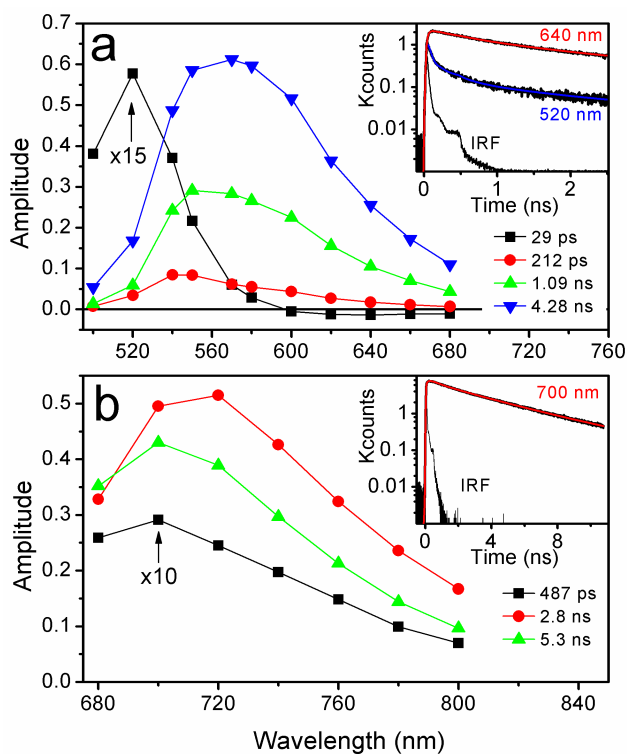 a
0.7
0.6
0.5
0.4
0.3
0.2
0.1
0.0
Amplitude
x15
520 560 600 640 680 720 760
1
0.1
0.01
Kcounts
640 nm
520 nm
IRF
0 1 2
Time (ns)
29 ps
212 ps
1.09 ns
4.28 ns
b
0.5
0.4
0.3
0.2
0.1
0.0
Amplitude
x10
680 720 760 800 840
Wavelength (nm)
1
0.1
0.01
Kcounts
700 nm
IRF
0 4 8
Time (ns)
487 ps
2.8 ns
5.3 ns